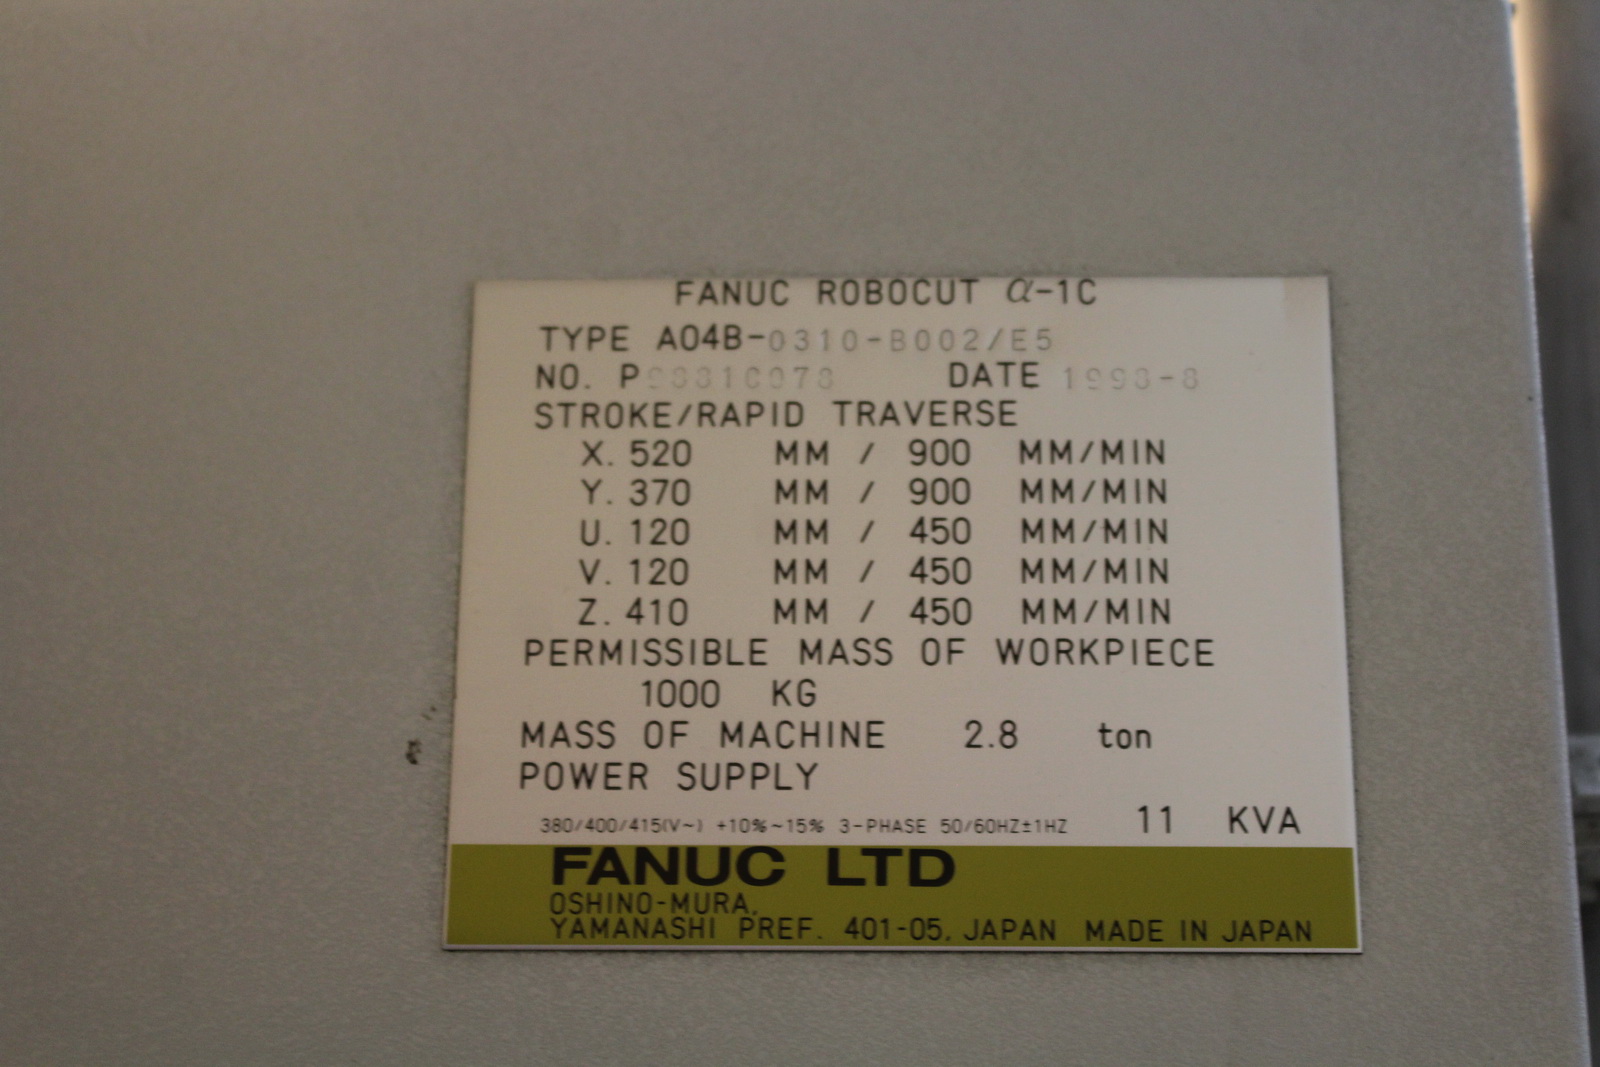 FANUC ROBOCUT α-1C
TYPE A04B-0310-B002/E5
NO. DATE 1998-8
STROKE/RAPID TRAVERSE
X. 520 MM / 900 MM/MIN
Y. 370 MM / 900 MM/MIN
U. 120 MM / 450 MM/MIN
V. 120 MM / 450 MM/MIN
Z. 410 MM / 450 MM/MIN
PERMISSIBLE MASS OF WORKPIECE
1000 KG
MASS OF MACHINE 2.8 ton
POWER SUPPLY
380/400/415(V~) +10%~15% 3-PHASE 50/60HZ±1HZ 11 KVA
FANUC LTD
OSHINO-MURA,
YAMANASHI PREF. 401-05, JAPAN MADE IN JAPAN